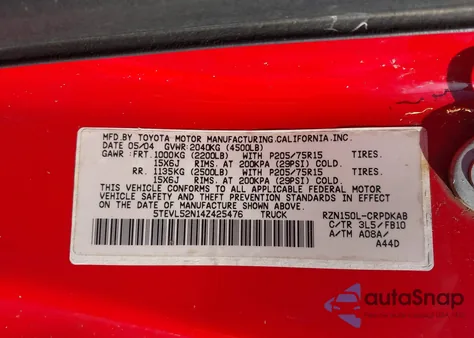 MFD.BY TOYOTA MOTOR MANUFACTURING.CALIFORNIA.INC.
DATE 05/04 GVWR:2040KG (4500LB)
GAWR:FRT.1000KG (2200LB) WITH P205/75R15 TIRES.
15X6J RIMS. AT 200KPA (29PSI) COLD.
RR. 1135KG (2500LB) WITH P205/75R15 TIRES.
15X6J RIMS. AT 200KPA (29PSI) COLD.
THIS VEHICLE CONFORMS TO ALL APPLICABLE FEDERAL MOTOR
VEHICLE SAFETY AND THEFT PREVENTION STANDARDS IN EFFECT
ON THE DATE OF MANUFACTURE SHOWN ABOVE.
5TEVL52N14Z425476 TRUCK RZN150L-CRPDKAB
C/TR 3L5/FB10
A/TM A08A/
A44D
autoSnap